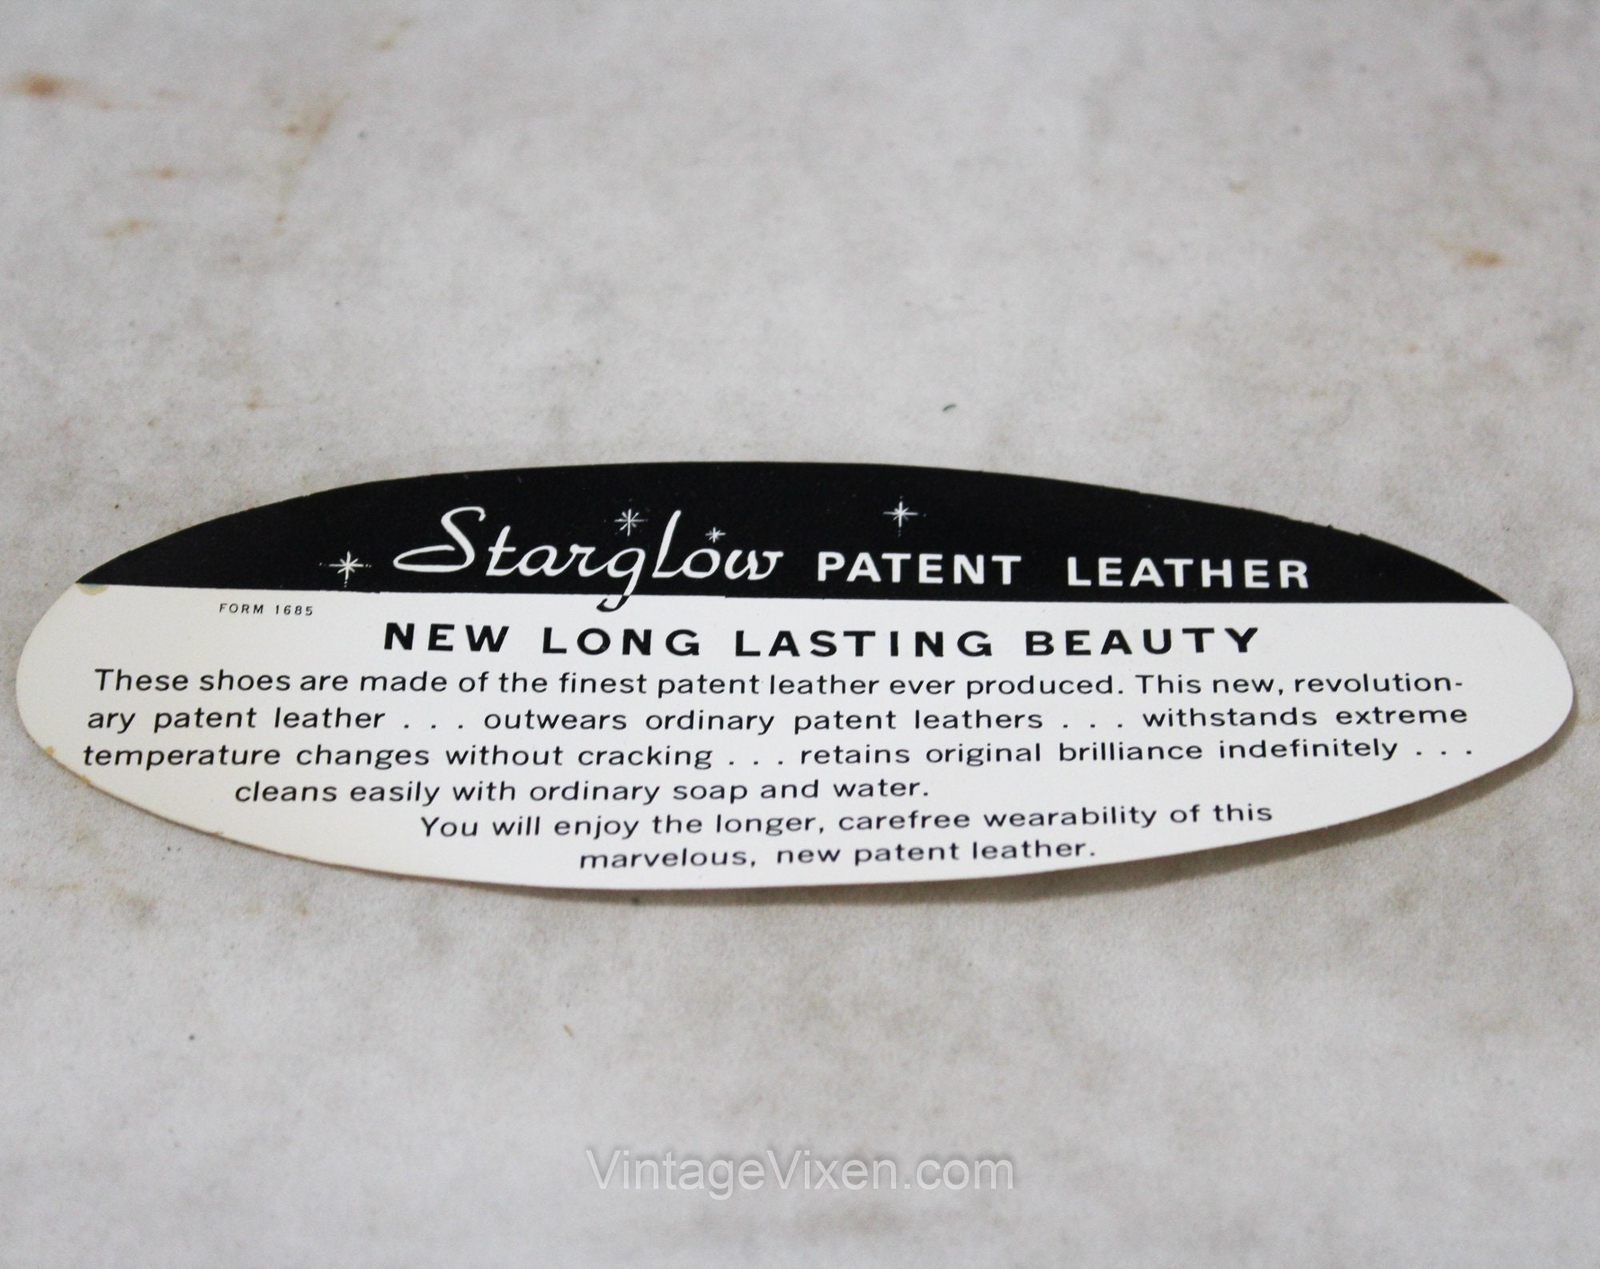 Starglow PATENT LEATHER
FORM 1685
NEW LONG LASTING BEAUTY
These shoes are made of the finest patent leather ever produced. This new, revolution-
ary patent leather . . . outwears ordinary patent leathers . . . withstands extreme
temperature changes without cracking . . . retains original brilliance indefinitely . . .
cleans easily with ordinary soap and water.
You will enjoy the longer, carefree wearability of this
marvelous, new patent leather.
VintageVixen.com